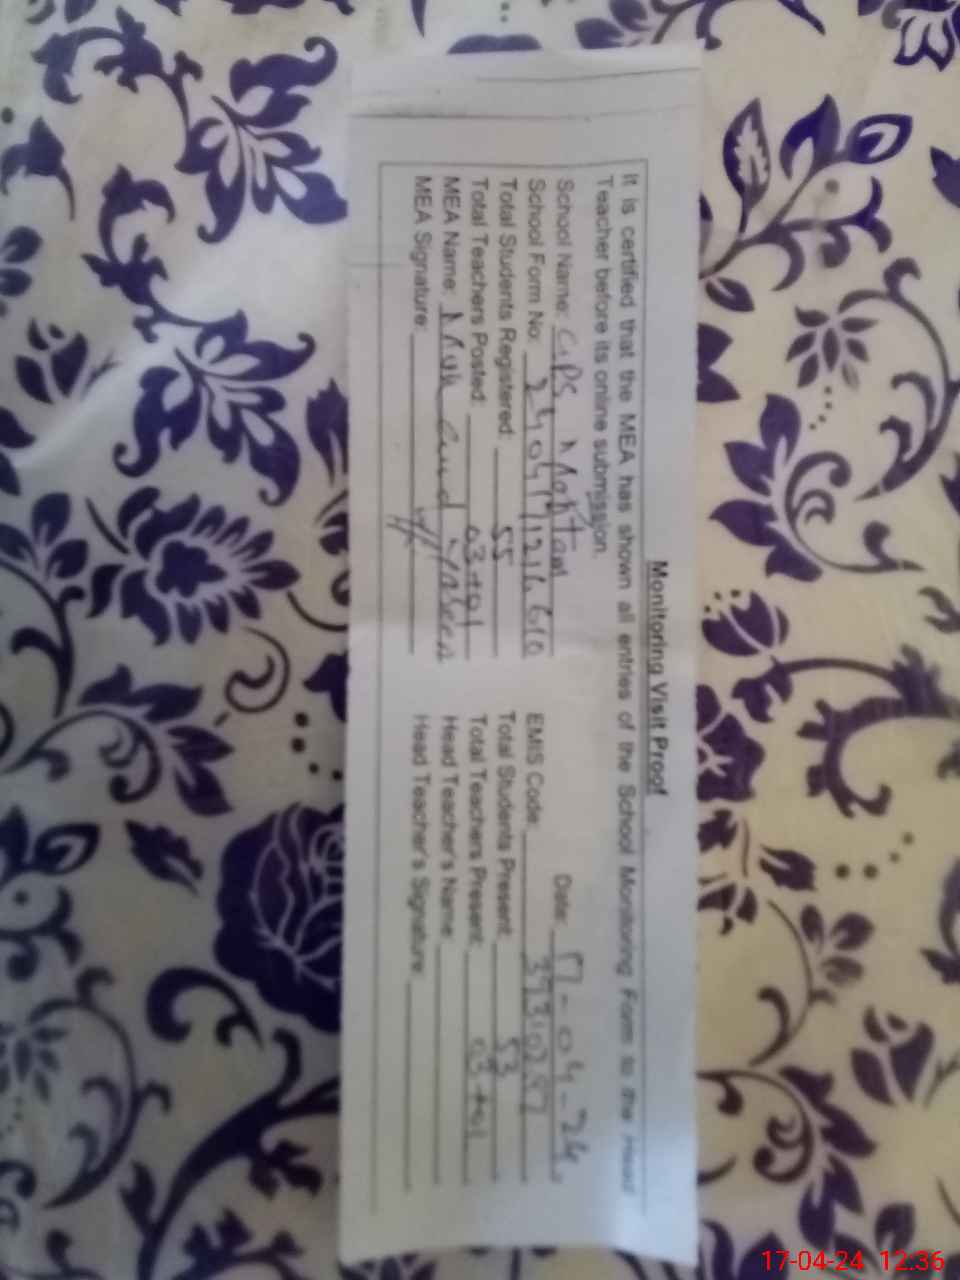 Monitoring Visit Proof
It is certified that the MEA has shown all entries of the School Monitoring Form to the Head
Teacher before its online submission.
School Name: GPS Date: 17-04-24
School Form No: EMIS Code:
Total Students Registered: 55 Total Students Present: 53
Total Teachers Posted: 03+01 Total Teachers Present: 03+01
MEA Name: Head Teacher's Name:
MEA Signature: Head Teacher's Signature:
17-04-24 12:36